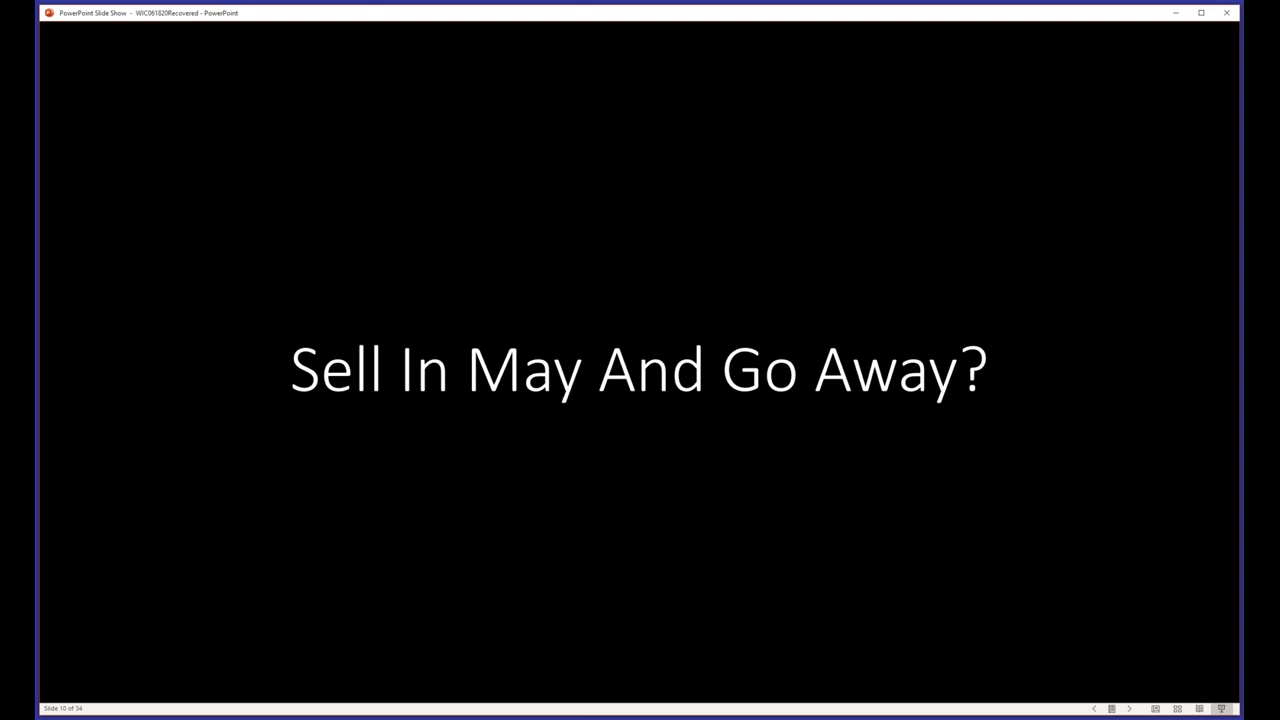 PowerPoint Slide Show - WIC061820Recovered - PowerPoint
Sell In May And Go Away?
Slide 10 of 34